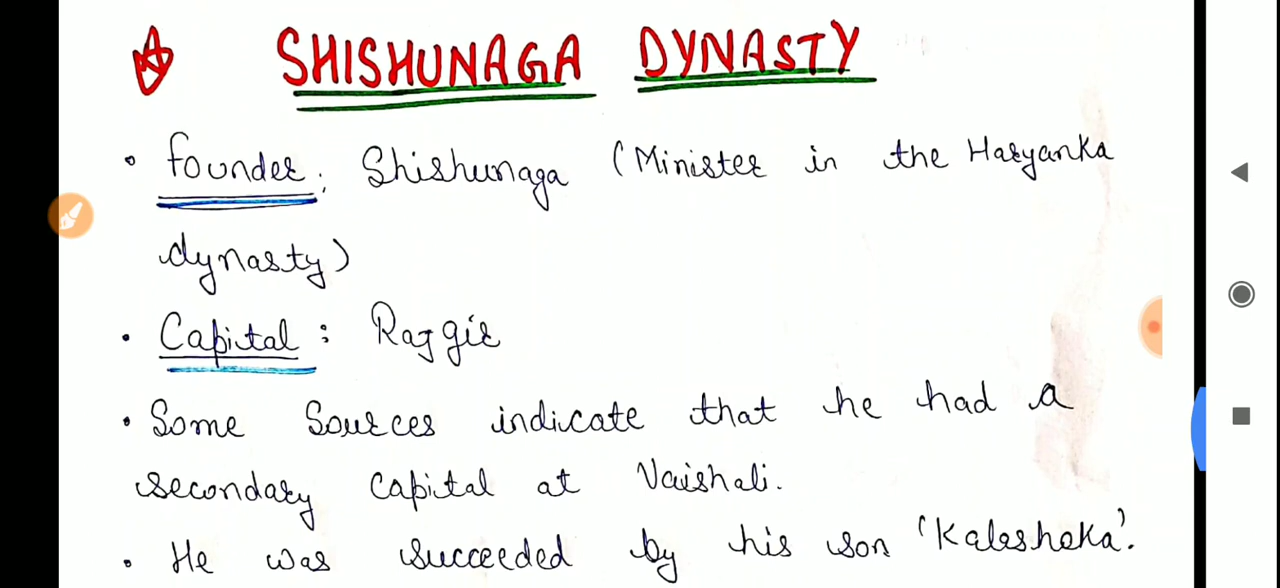 SHISHUNAGA DYNASTY
• founder: Shishunaga (Minister in the Haryanka
dynasty)
• Capital: Rajgir
• Some Sources indicate that he had a
secondary capital at Vaishali.
• He was succeeded by his son 'Kaleshoka'.